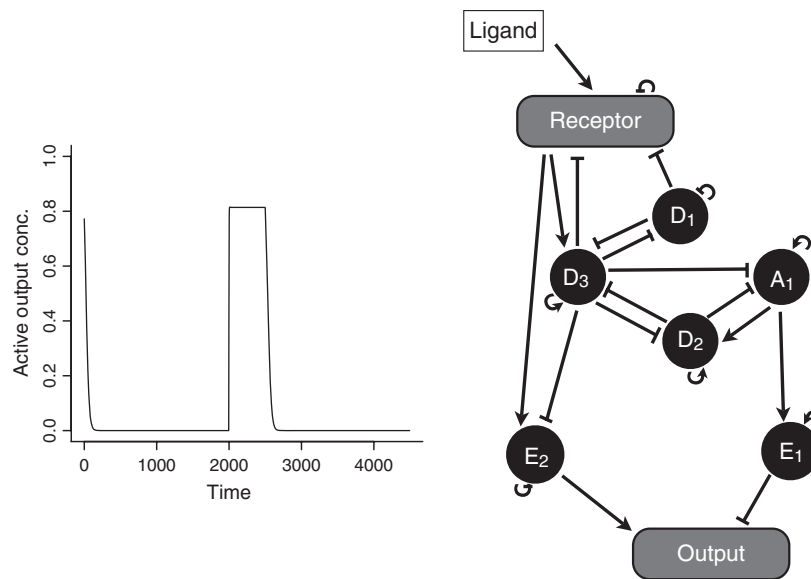 Active output conc.
1.0
0.8
0.6
0.4
0.2
0.0
0 1000 2000 3000 4000
Time
Ligand
Receptor
D1
D3
A1
D2
E2
E1
Output